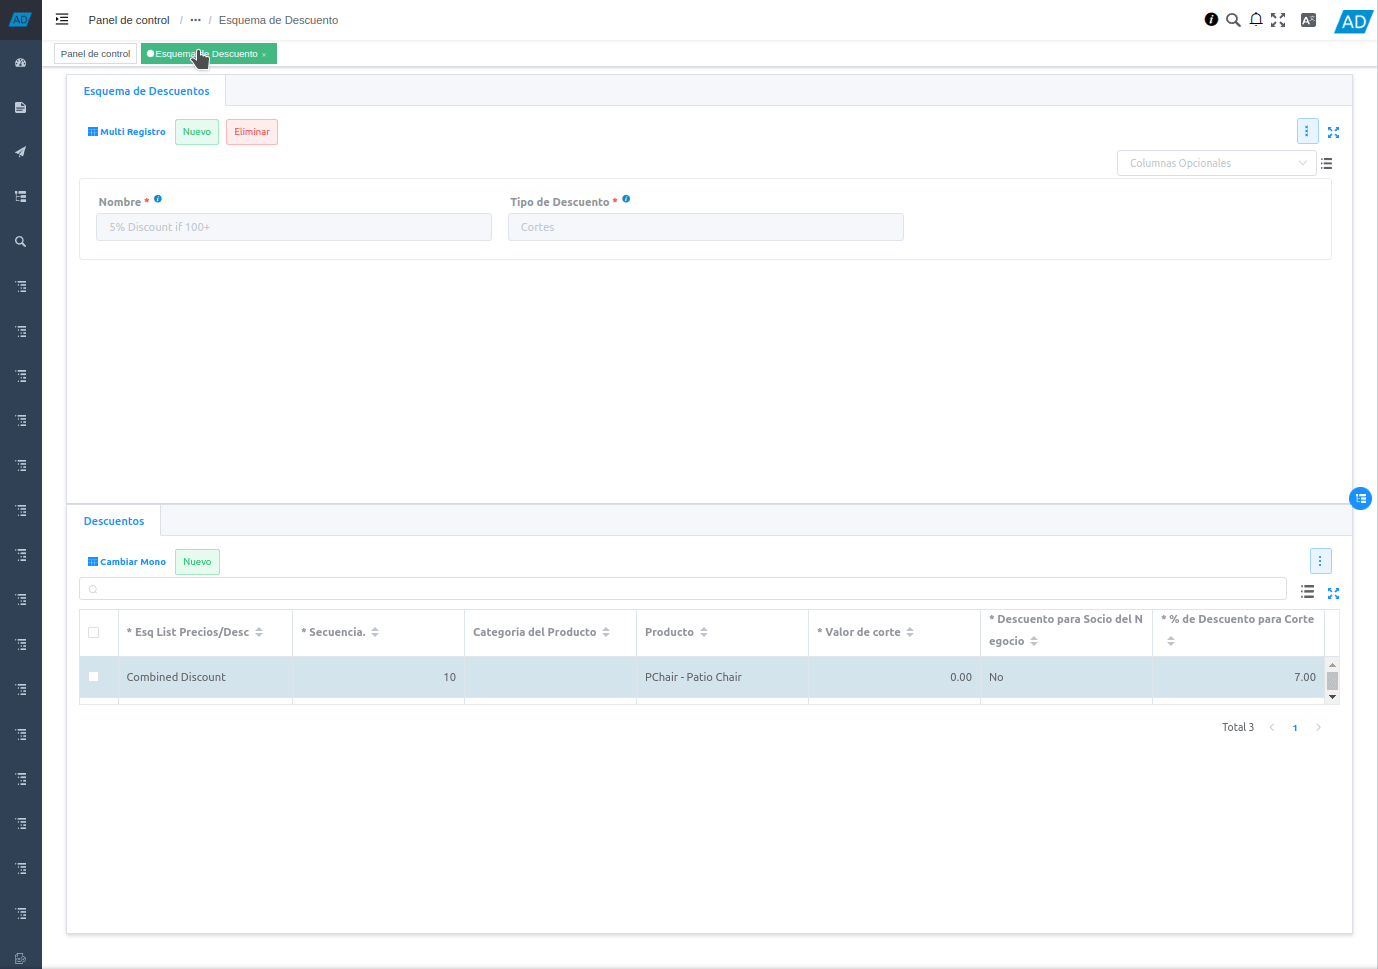 AD
Panel de control / ··· / Esquema de Descuento
AD
Panel de control
Esquema de Descuento ×
Esquema de Descuentos
Multi Registro
Nuevo
Eliminar
Columnas Opcionales
Nombre *
Tipo de Descuento *
5% Discount if 100+
Cortes
Descuentos
Cambiar Mono
Nuevo
* Esq List Precios/Desc
* Secuencia.
Categoria del Producto
Producto
* Valor de corte
* Descuento para Socio del N
egocio
* % de Descuento para Corte
Combined Discount
10
PChair - Patio Chair
0.00
No
7.00
Total 3
1